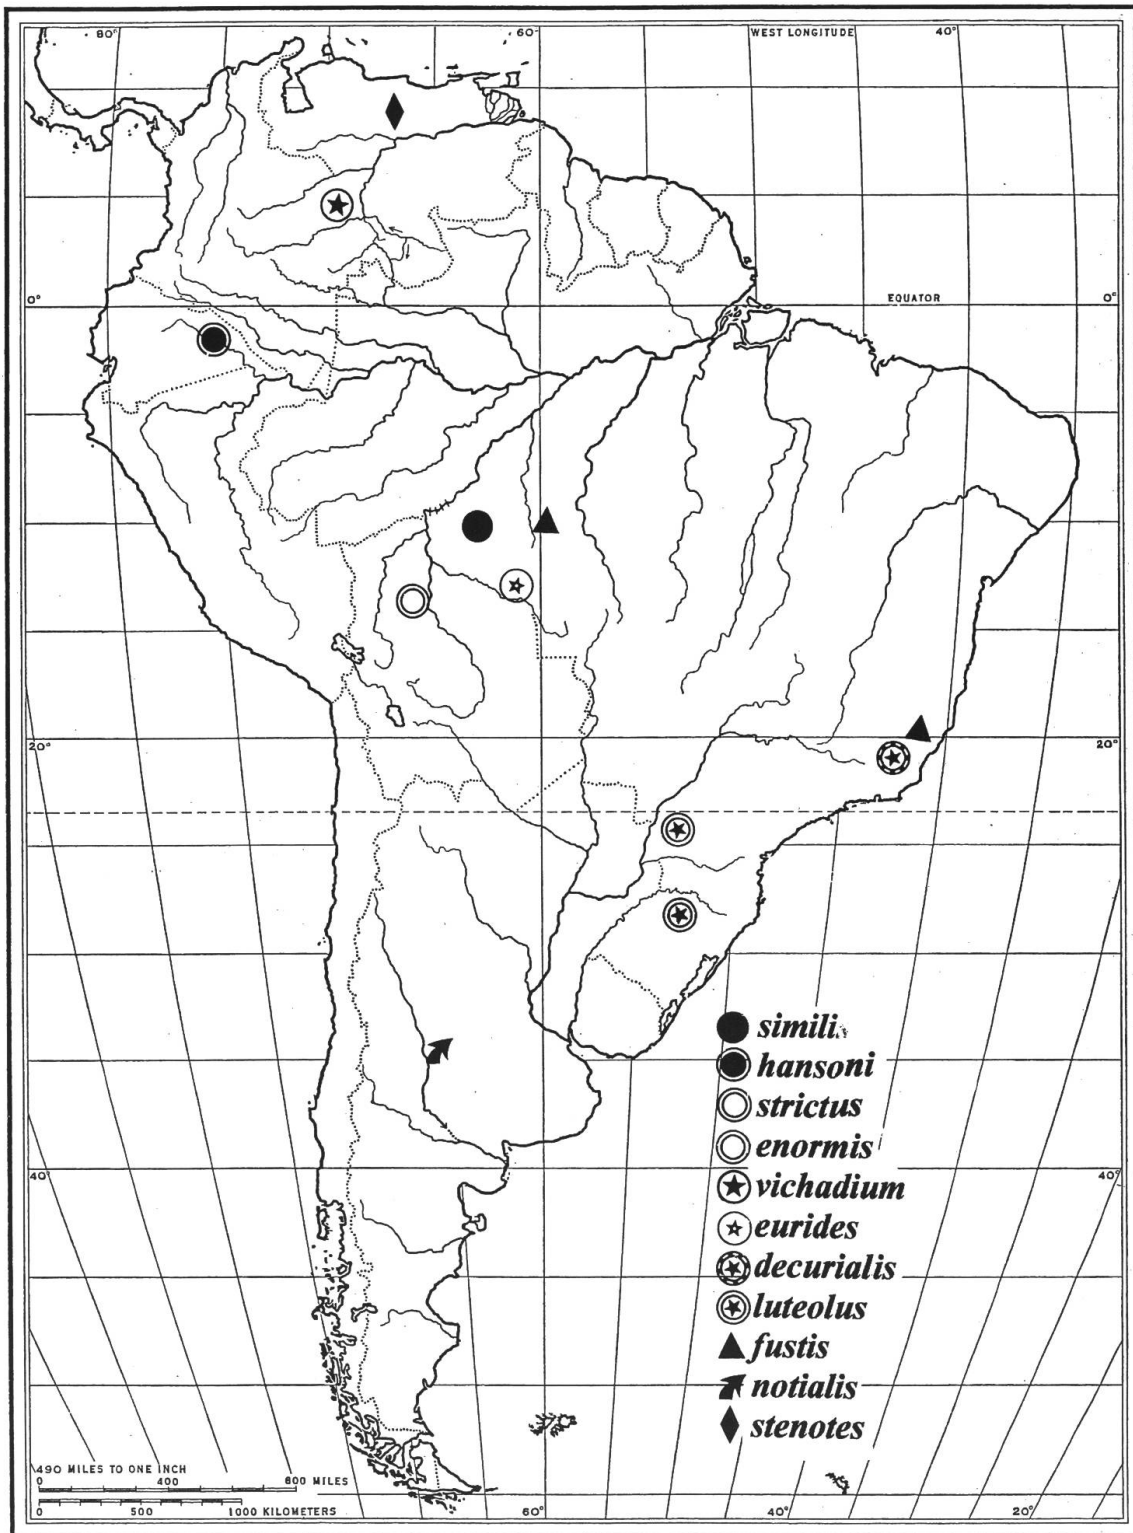 80° 60° WEST LONGITUDE 40°
0° EQUATOR 0°
20° 20°
simili
hansoni
strictus
enormis
40° 40°
vichadium
eurides
decurialis
luteolus
fustis
notialis
stenotes
490 MILES TO ONE INCH
0 400 800 MILES
0 500 1000 KILOMETERS
60° 40° 20°